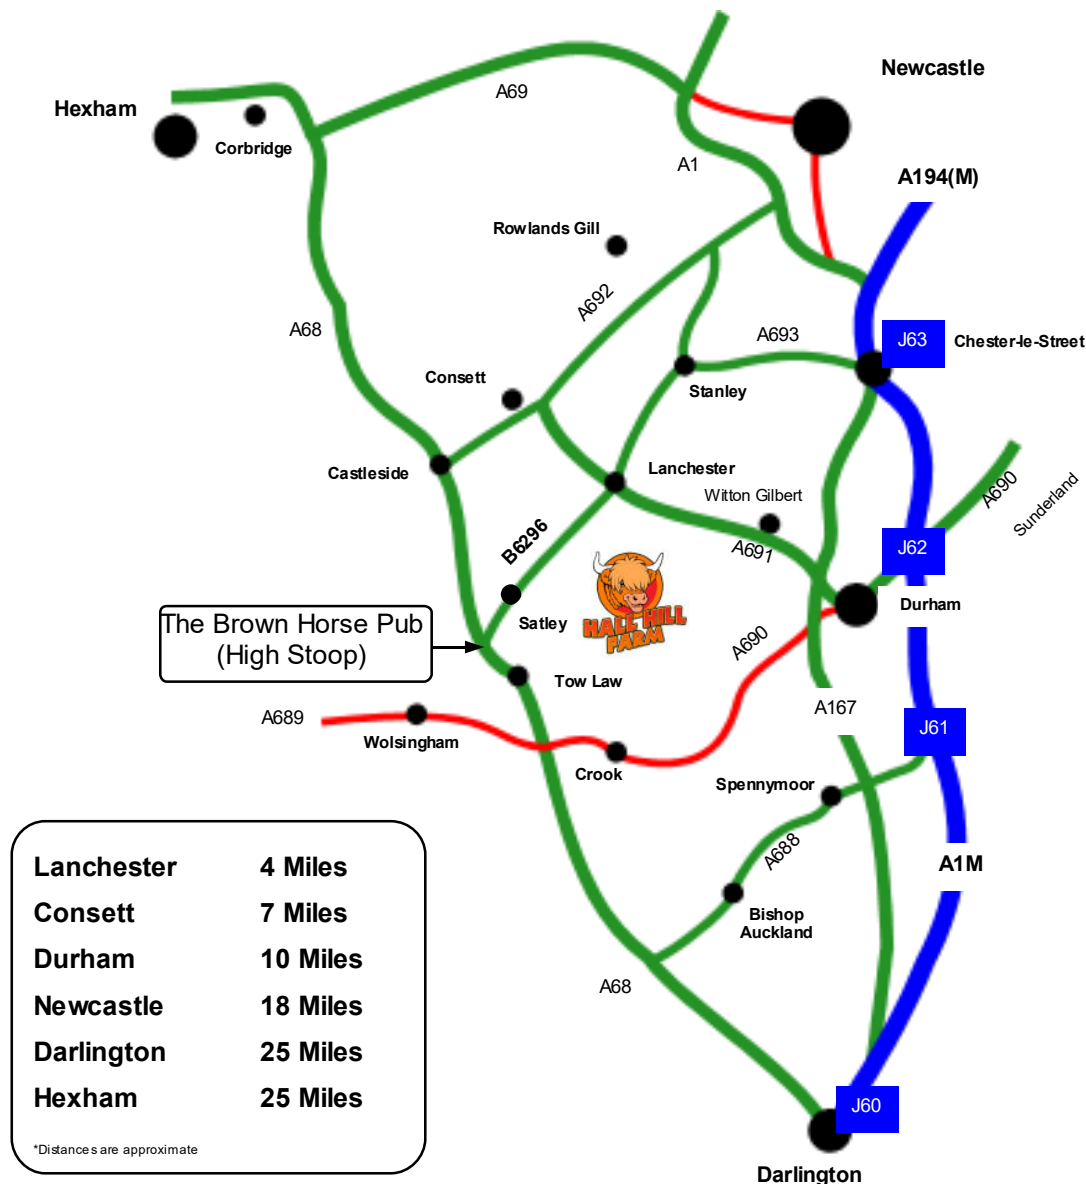 Newcastle
Hexham
A69
Corbridge
A1
A194(M)
Rowlands Gill
A692
A68
A693
J63
Chester-le-Street
Consett
Stanley
Castleside
Lanchester
Witton Gilbert
A690
Sunderland
B6296
A691
J62
Durham
The Brown Horse Pub
(High Stoop)
Satley
HALL HILL
FARM
A690
Tow Law
A689
Wolsingham
A167
J61
Crook
Spennymoor
A688
A1M
Bishop
Auckland
A68
J60
Darlington
Lanchester 4 Miles
Consett 7 Miles
Durham 10 Miles
Newcastle 18 Miles
Darlington 25 Miles
Hexham 25 Miles
*Distances are approximate